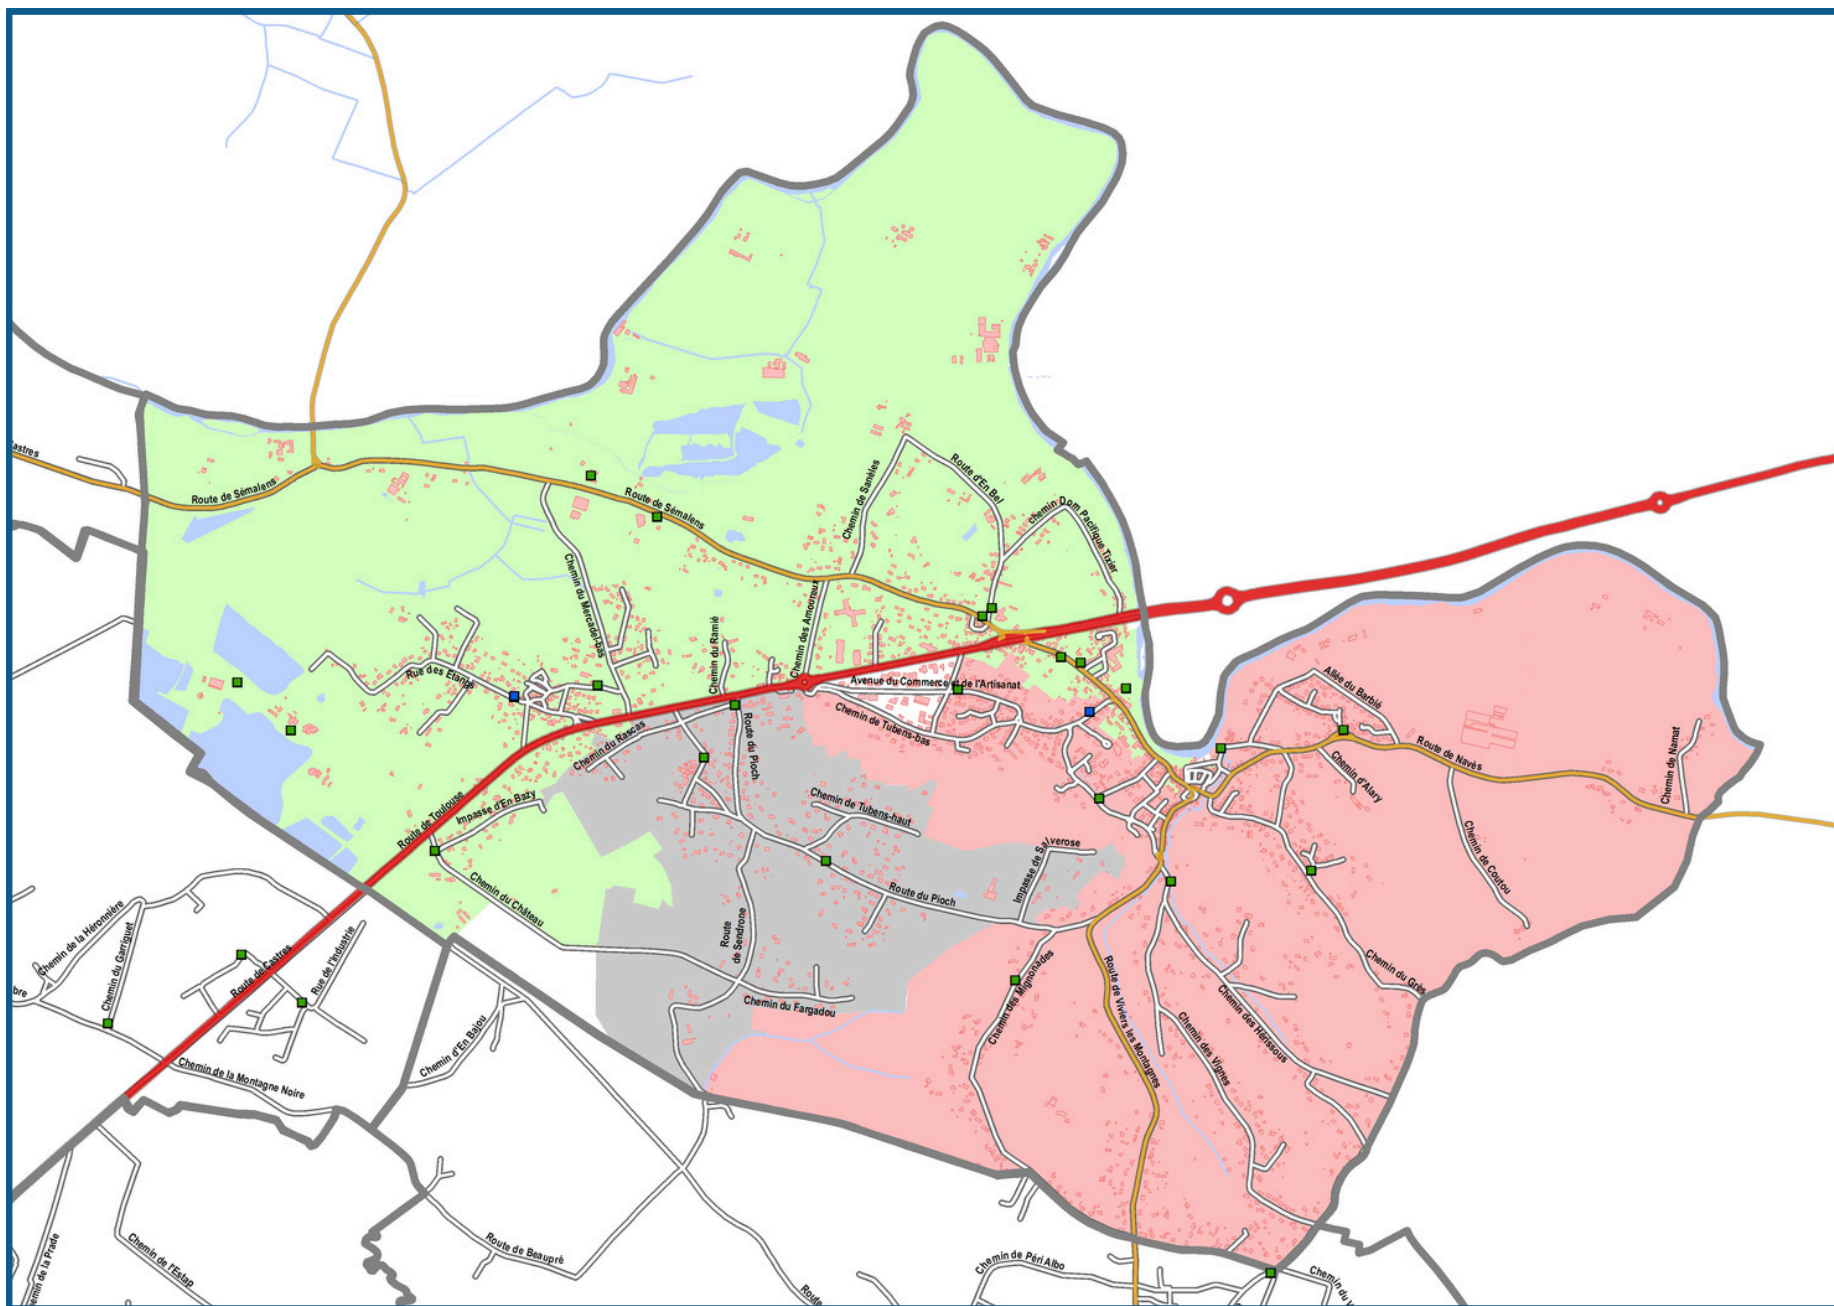 Castres
Route de Sémalens
Route de Sémalens
Chemin de Sanèles
Route d'En Bel
chemin Dom Pacifique Tixier
Chemin du Mercadel-bas
Chemin du Ramié
Chemin des Amoureux
Rue des Etangs
Avenue du Commerce et de l'Artisanat
Chemin de Tubens-bas
Chemin du Rascas
Route du Pioch
Allée du Barbié
Route de Navès
Chemin d'Alary
Chemin de Namat
Route de Toulouse
Impasse d'En Bazy
Chemin de Tubens-haut
Impasse de Salverose
Chemin de Coutou
Chemin du Château
Route du Pioch
Route
de Sendrone
Chemin de la Héronnière
Chemin du Garriguet
Route de Castres
Rue de l'Industrie
bre
Chemin du Fargadou
Chemin des Mignonades
Route de Viviers les Montagnes
Chemin du Grès
Chemin des Hérissous
Chemin des Vignes
Chemin d'En Bajou
Chemin de la Montagne Noire
Chemin de la Prade
Chemin de l'Estap
Route de Beaupré
Route
Chemin de Péri Albo
Chemin du V